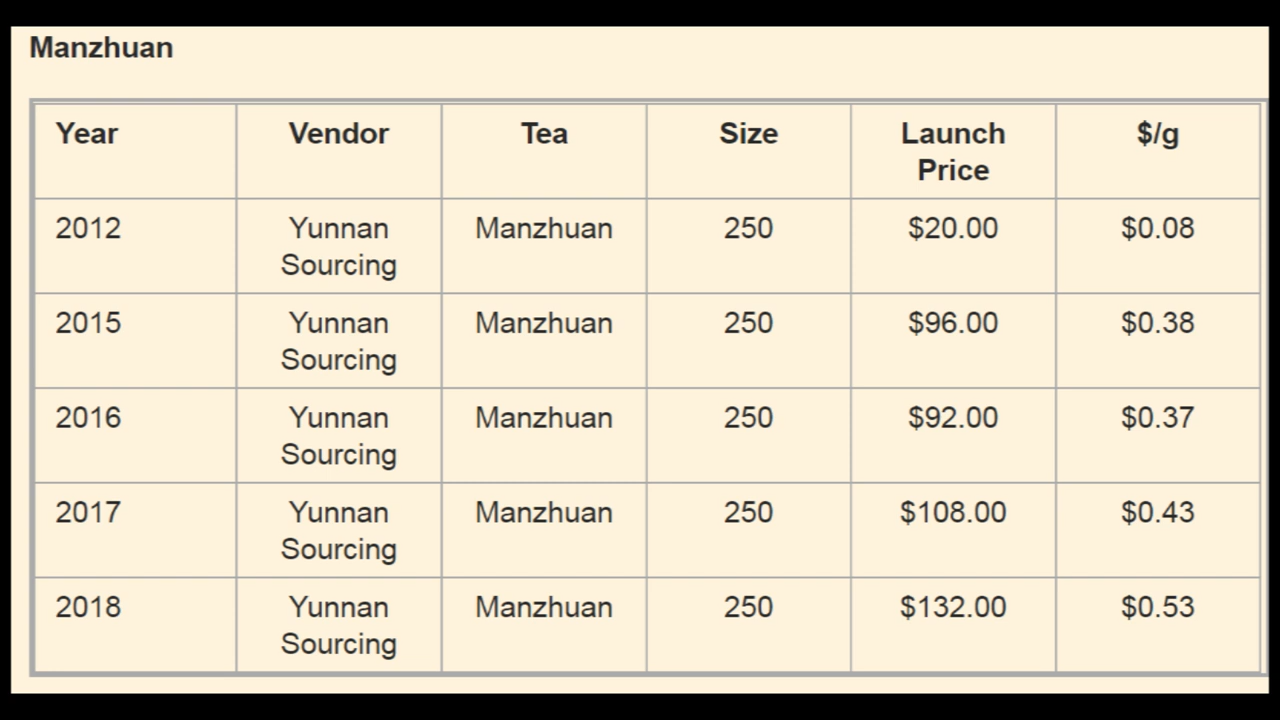 Manzhuan
Year Vendor Tea Size Launch Price $/g
2012 Yunnan Sourcing Manzhuan 250 $20.00 $0.08
2015 Yunnan Sourcing Manzhuan 250 $96.00 $0.38
2016 Yunnan Sourcing Manzhuan 250 $92.00 $0.37
2017 Yunnan Sourcing Manzhuan 250 $108.00 $0.43
2018 Yunnan Sourcing Manzhuan 250 $132.00 $0.53